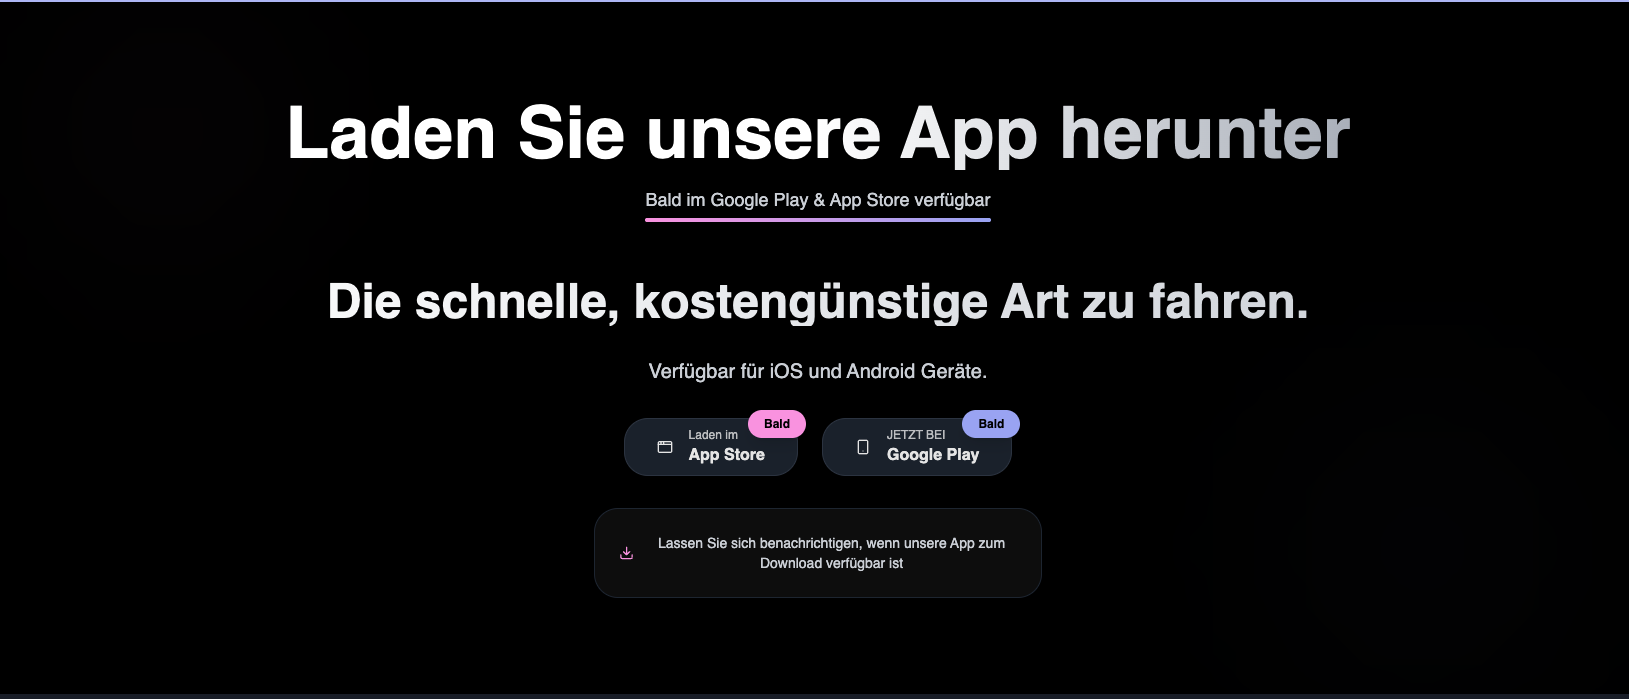 Laden Sie unsere App herunter
Bald im Google Play & App Store verfügbar
Die schnelle, kostengünstige Art zu fahren.
Verfügbar für iOS und Android Geräte.
Bald
Laden im
App Store
Bald
JETZT BEI
Google Play
Lassen Sie sich benachrichtigen, wenn unsere App zum
Download verfügbar ist